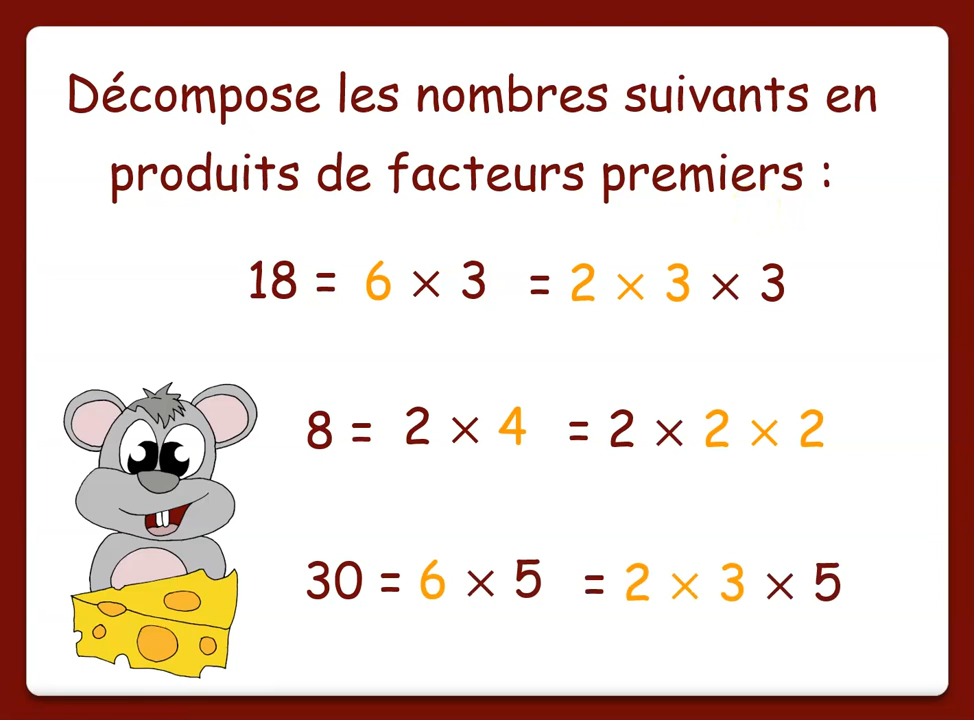 Décompose les nombres suivants en
produits de facteurs premiers :
18 = 6 × 3 = 2 × 3 × 3
8 = 2 × 4 = 2 × 2 × 2
30 = 6 × 5 = 2 × 3 × 5